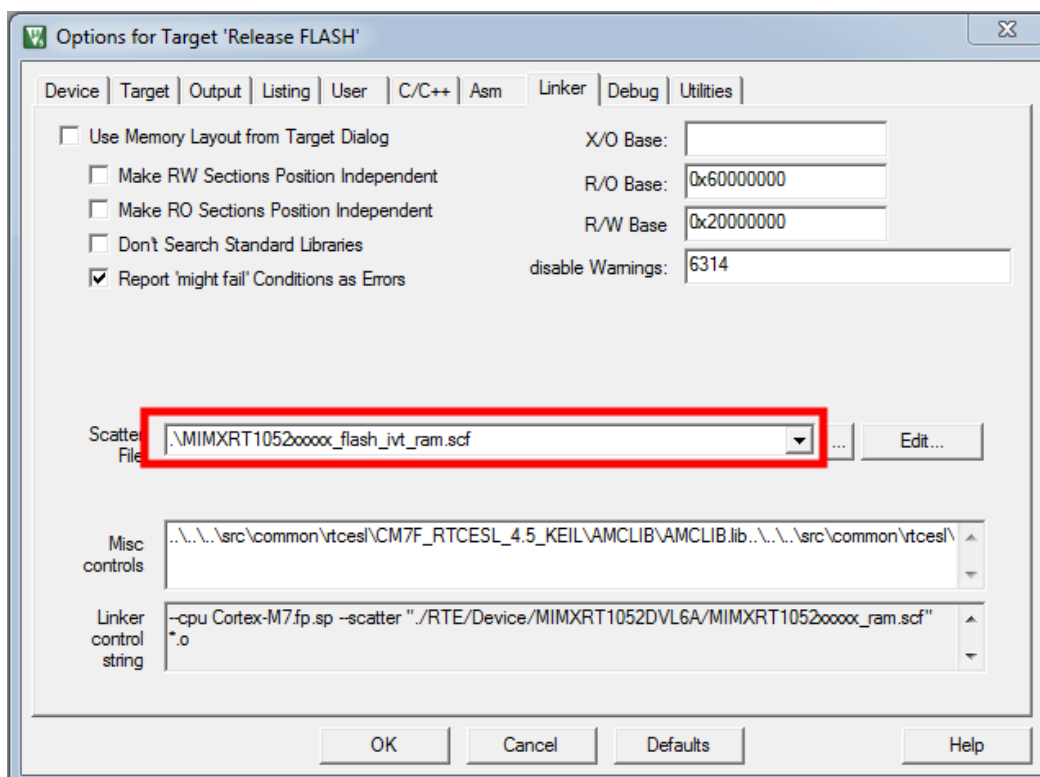 Options for Target 'Release FLASH'
Device Target Output Listing User C/C++ Asm Linker Debug Utilities
Use Memory Layout from Target Dialog
Make RW Sections Position Independent
Make RO Sections Position Independent
Don't Search Standard Libraries
Report 'might fail' Conditions as Errors
X/O Base:
R/O Base: 0x60000000
R/W Base 0x20000000
disable Warnings: 6314
Scatter
File
.\MIMXRT1052xxxxx_flash_ivt_ram.scf
... Edit...
Misc
controls
..\..\..\src\common\rtcesl\CM7F_RTCESL_4.5_KEIL\AMCLIB\AMCLIB.lib..\..\..\src\common\rtcesl\
Linker
control
string
--cpu Cortex-M7.fp.sp --scatter "./RTE/Device/MIMXRT1052DVL6A/MIMXRT1052xxxxx_ram.scf"
*.o
OK Cancel Defaults Help